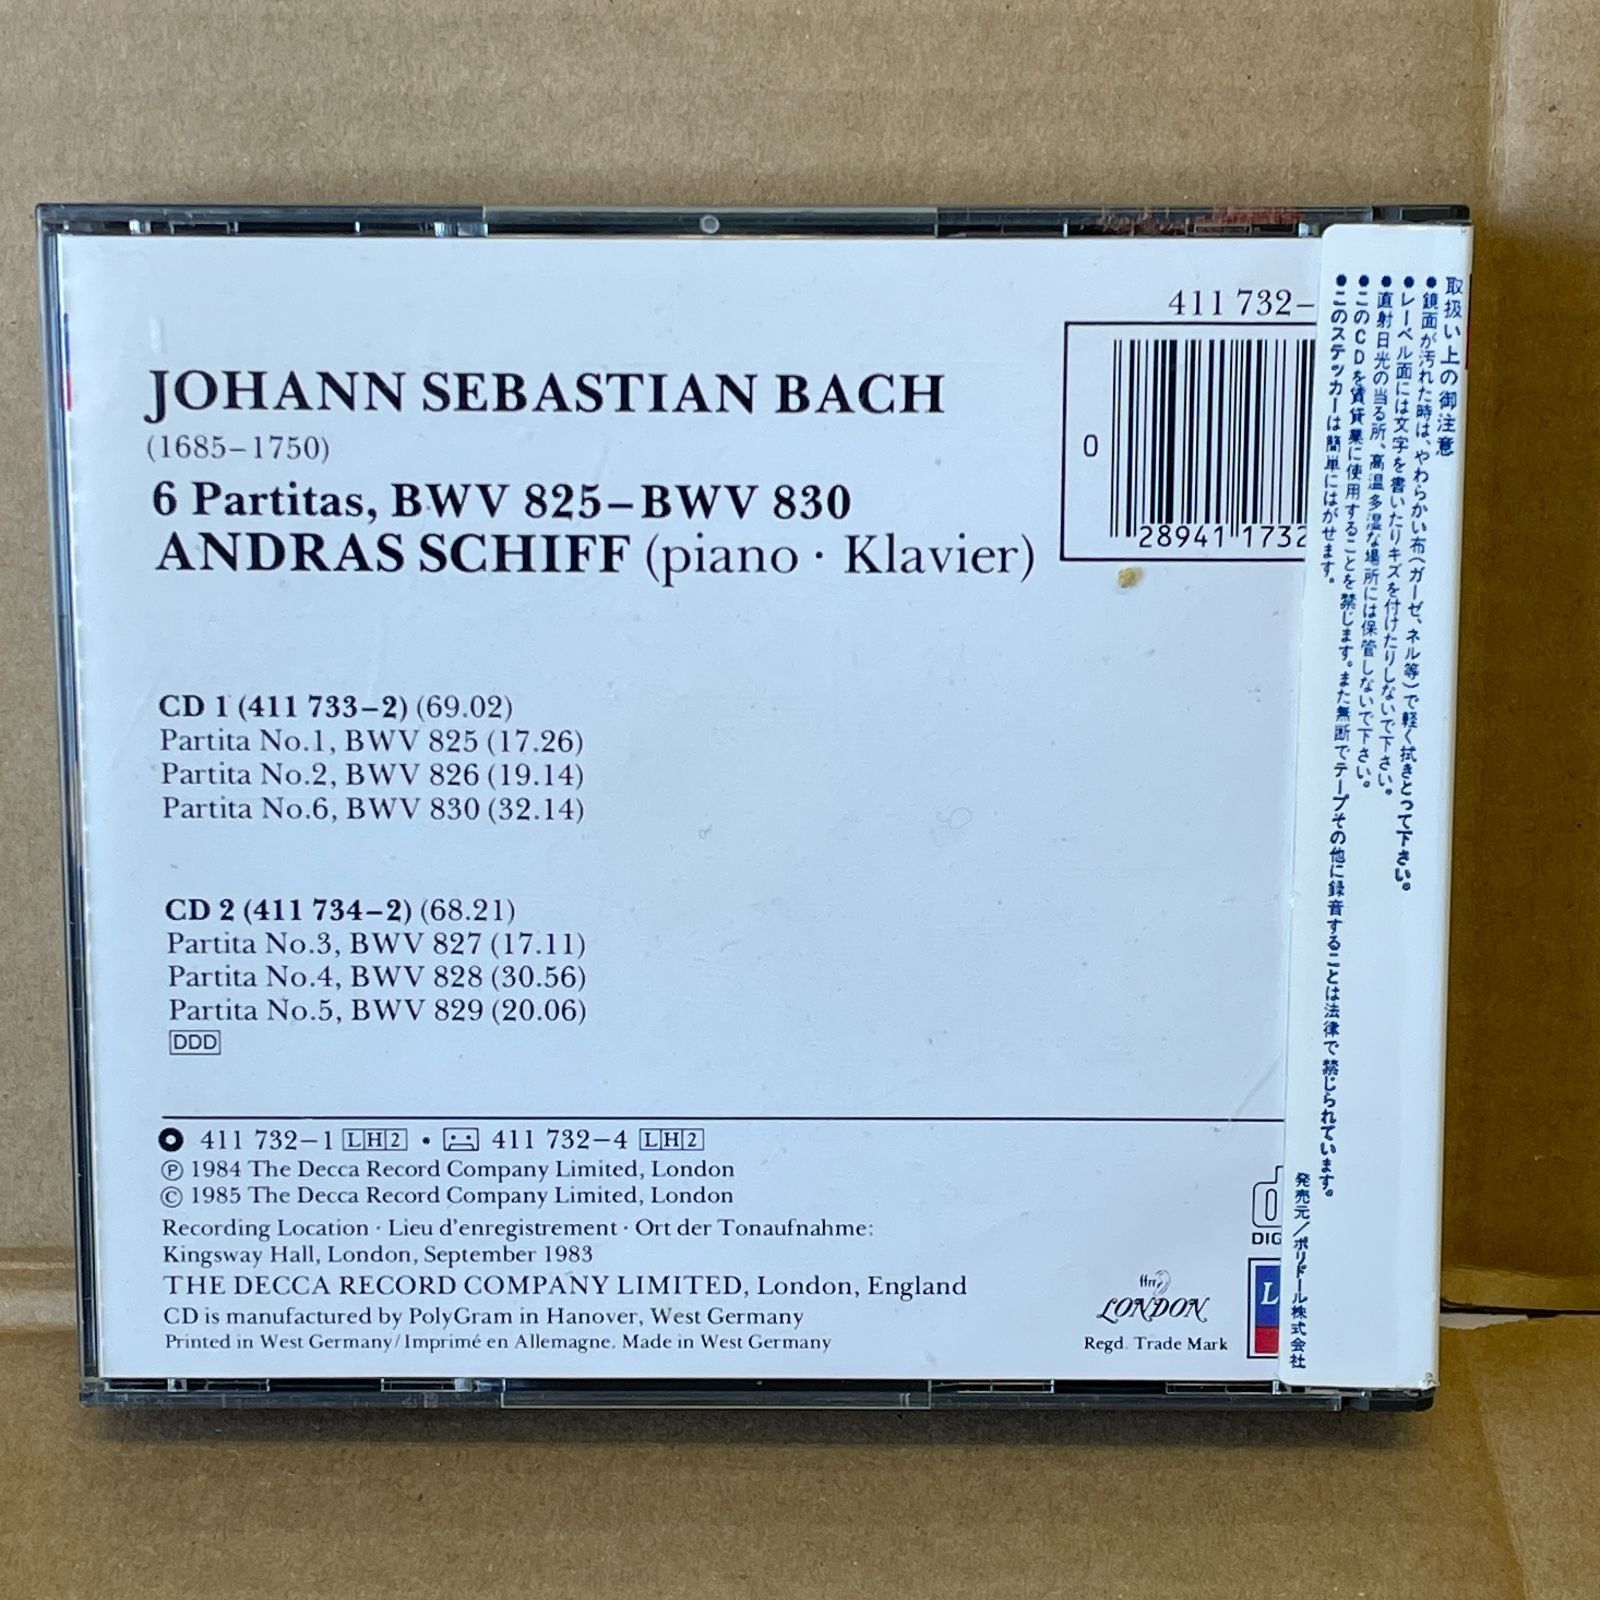 411 732-
0
28941 1732
JOHANN SEBASTIAN BACH
(1685–1750)
6 Partitas, BWV 825–BWV 830
ANDRAS SCHIFF (piano · Klavier)
CD 1 (411 733–2) (69.02)
Partita No.1, BWV 825 (17.26)
Partita No.2, BWV 826 (19.14)
Partita No.6, BWV 830 (32.14)
CD 2 (411 734–2) (68.21)
Partita No.3, BWV 827 (17.11)
Partita No.4, BWV 828 (30.56)
Partita No.5, BWV 829 (20.06)
DDD
411 732–1 LH2 • 411 732–4 LH2
Ⓟ 1984 The Decca Record Company Limited, London
© 1985 The Decca Record Company Limited, London
Recording Location · Lieu d'enregistrement · Ort der Tonaufnahme:
Kingsway Hall, London, September 1983
THE DECCA RECORD COMPANY LIMITED, London, England
CD is manufactured by PolyGram in Hanover, West Germany
Printed in West Germany/Imprimé en Allemagne. Made in West Germany
ffrr
LONDON
Regd. Trade Mark
DIG
L
取扱い上の御注意
●鏡面が汚れた時は、やわらかい布(ガーゼ、ネル等)で軽く拭きとって下さい。
●レーベル面には文字を書いたりキズを付けたりしないで下さい。
●直射日光の当る所、高温多湿な場所には保管しないで下さい。
●このCDを賃貸業に使用することを禁じます。また無断でテープその他に録音することは法律で禁じられています。
●このステッカーは簡単にはがせます。
発売元/ポリドール株式会社